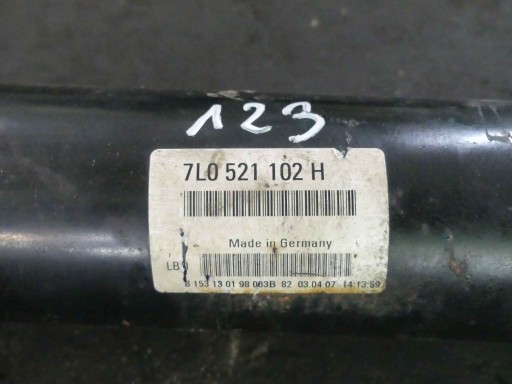 123
7L0 521 102 H
Made in Germany
LB
8 153 13 01 98 063B 82 03.04.07 14:13:59